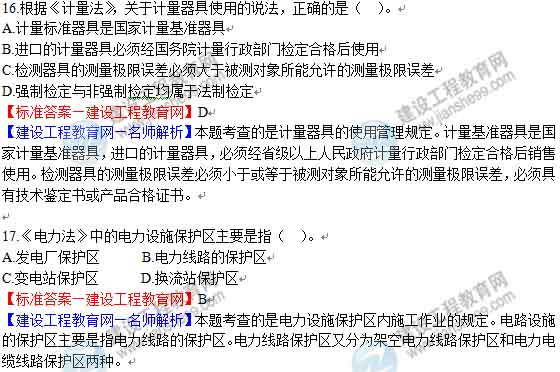 16.根据《计量法》，关于计量器具使用的说法，正确的是（ ）。
A.计量标准器具是国家计量基准器具
B.进口的计量器具必须经国务院计量行政部门检定合格后使用
C.检测器具的测量极限误差必须大于被测对象所能允许的测量极限误差
D.强制检定与非强制检定均属于法制检定
【标准答案—建设工程教育网】D
【建设工程教育网—名师解析】本题考查的是计量器具的使用管理规定。计量基准器具是国
家计量基准器具，进口的计量器具，必须经省级以上人民政府计量行政部门检定合格后销售
使用。检测器具的测量极限误差必须小于或等于被测对象所能允许的测量极限误差，必须具
有技术鉴定书或产品合格证书。
17.《电力法》中的电力设施保护区主要是指（ ）。
A.发电厂保护区 B.电力线路的保护区
C.变电站保护区 D.换流站保护区
【标准答案—建设工程教育网】B
【建设工程教育网—名师解析】本题考查的是电力设施保护区内施工作业的规定。电路设施
的保护区主要是指电力线路的保护区。电力线路保护区又分为架空电力线路保护区和电力电
缆线路保护区两种。
建设工程教育网
www.jianshe99.com